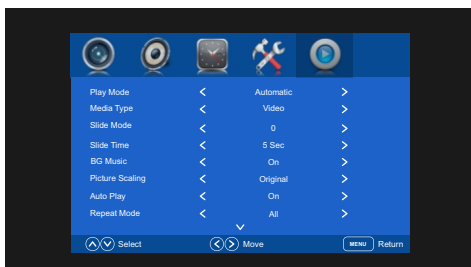 Play Mode Automatic
Media Type Video
Slide Mode 0
Slide Time 5 Sec
BG Music On
Picture Scaling Original
Auto Play On
Repeat Mode All
Select Move MENU Return